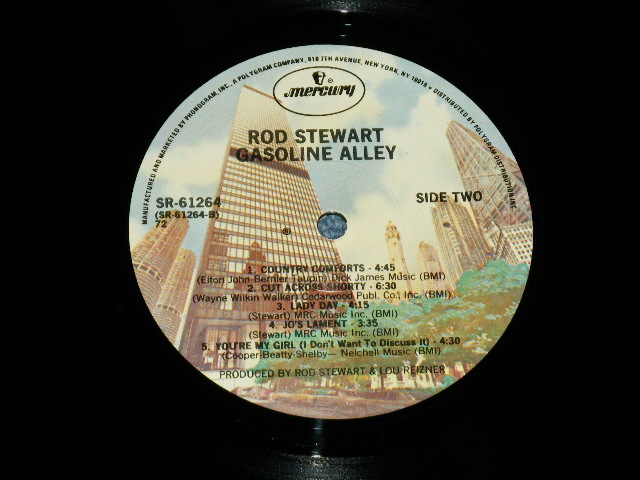 MANUFACTURED AND MARKETED BY PHONOGRAM, INC., A POLYGRAM COMPANY, 810 7TH AVENUE, NEW YORK, NY 10019 • DISTRIBUTED BY POLYGRAM DISTRIBUTION, INC.
mercury
ROD STEWART
GASOLINE ALLEY
SR-61264
(SR-61264-B)
72
SIDE TWO
1. COUNTRY COMFORTS - 4:45
(Elton John-Bernier Taupin) Dick James Music (BMI)
2. CUT ACROSS SHORTY - 6:30
(Wayne Wilkin Walker) Cedarwood Publ. Co., Inc. (BMI)
3. LADY DAY - 4:15
(Stewart) MRC Music Inc. (BMI)
4. JO'S LAMENT - 3:35
(Stewart) MRC Music Inc. (BMI)
5. YOU'RE MY GIRL (I Don't Want To Discuss It) - 4:30
(Cooper-Beatty-Shelby— Nelchell Music (BMI)
PRODUCED BY ROD STEWART & LOU REIZNER